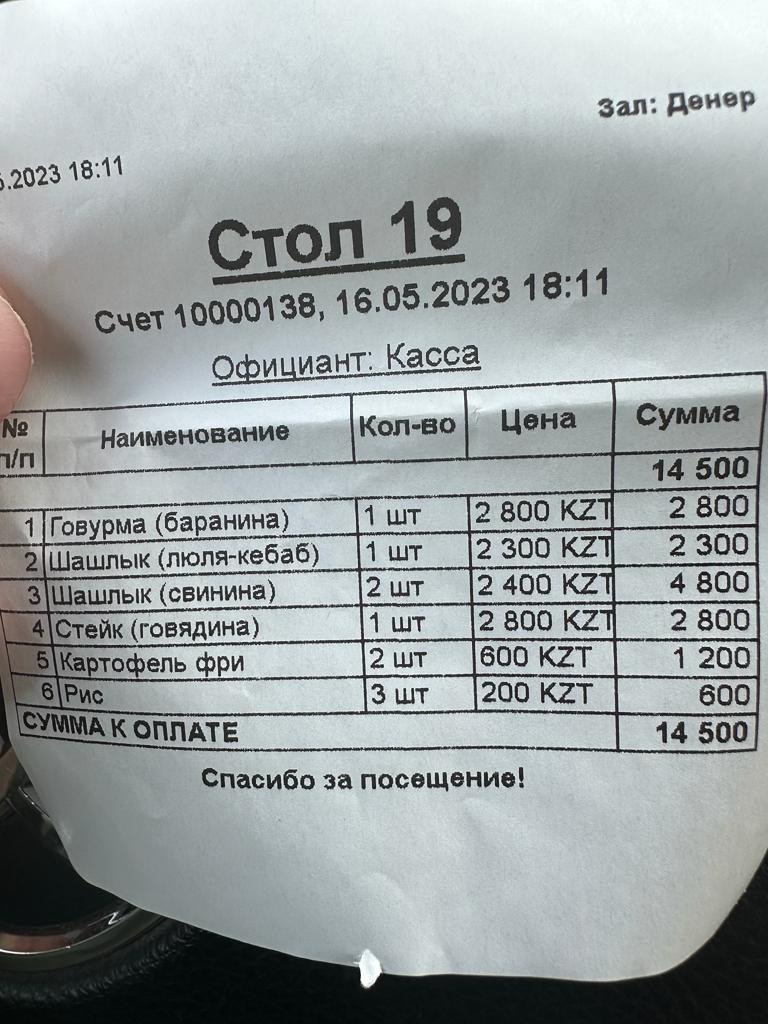 Зал: Денер
5.2023 18:11
Стол 19
Счет 10000138, 16.05.2023 18:11
Официант: Касса
№ п/п Наименование Кол-во Цена Сумма
14 500
1 Говурма (баранина) 1 шт 2 800 KZT 2 800
2 Шашлык (люля-кебаб) 1 шт 2 300 KZT 2 300
3 Шашлык (свинина) 2 шт 2 400 KZT 4 800
4 Стейк (говядина) 1 шт 2 800 KZT 2 800
5 Картофель фри 2 шт 600 KZT 1 200
6 Рис 3 шт 200 KZT 600
СУММА К ОПЛАТЕ 14 500
Спасибо за посещение!